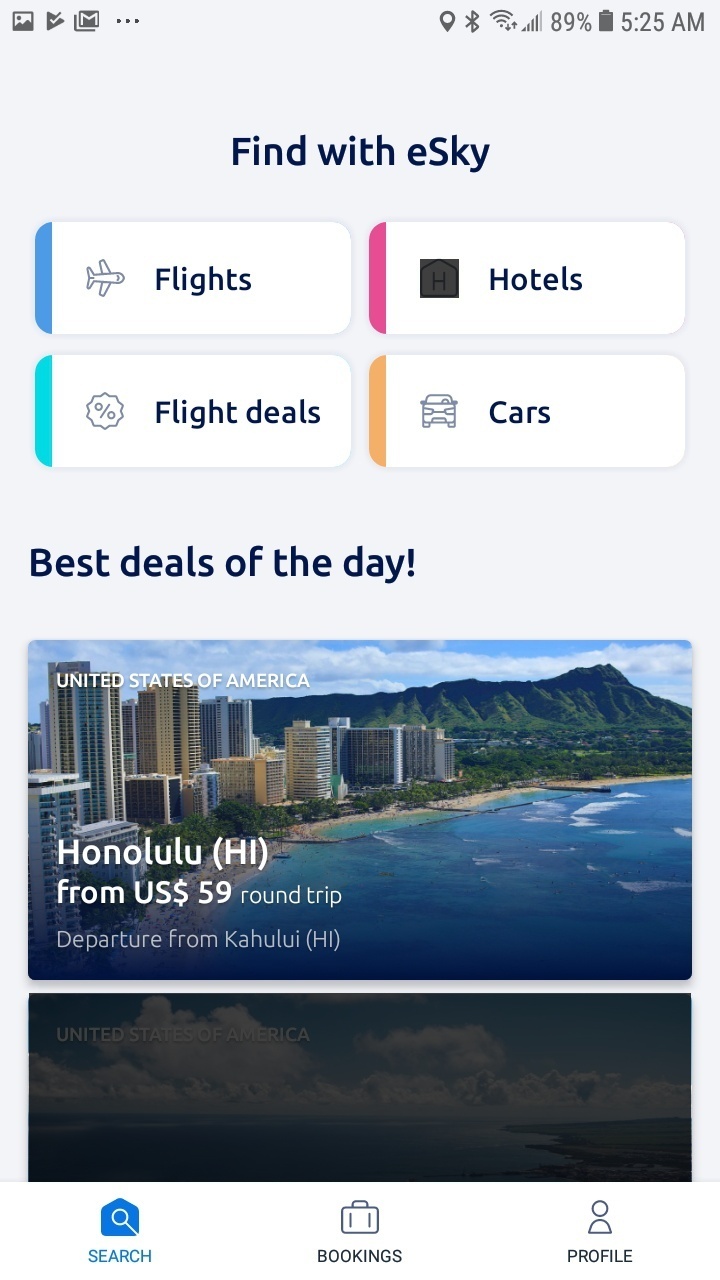 89% 5:25 AM
Find with eSky
Flights
H
Hotels
%
Flight deals
Cars
Best deals of the day!
UNITED STATES OF AMERICA
Honolulu (HI)
from US$ 59 round trip
Departure from Kahului (HI)
UNITED STATES OF AMERICA
SEARCH
BOOKINGS
PROFILE